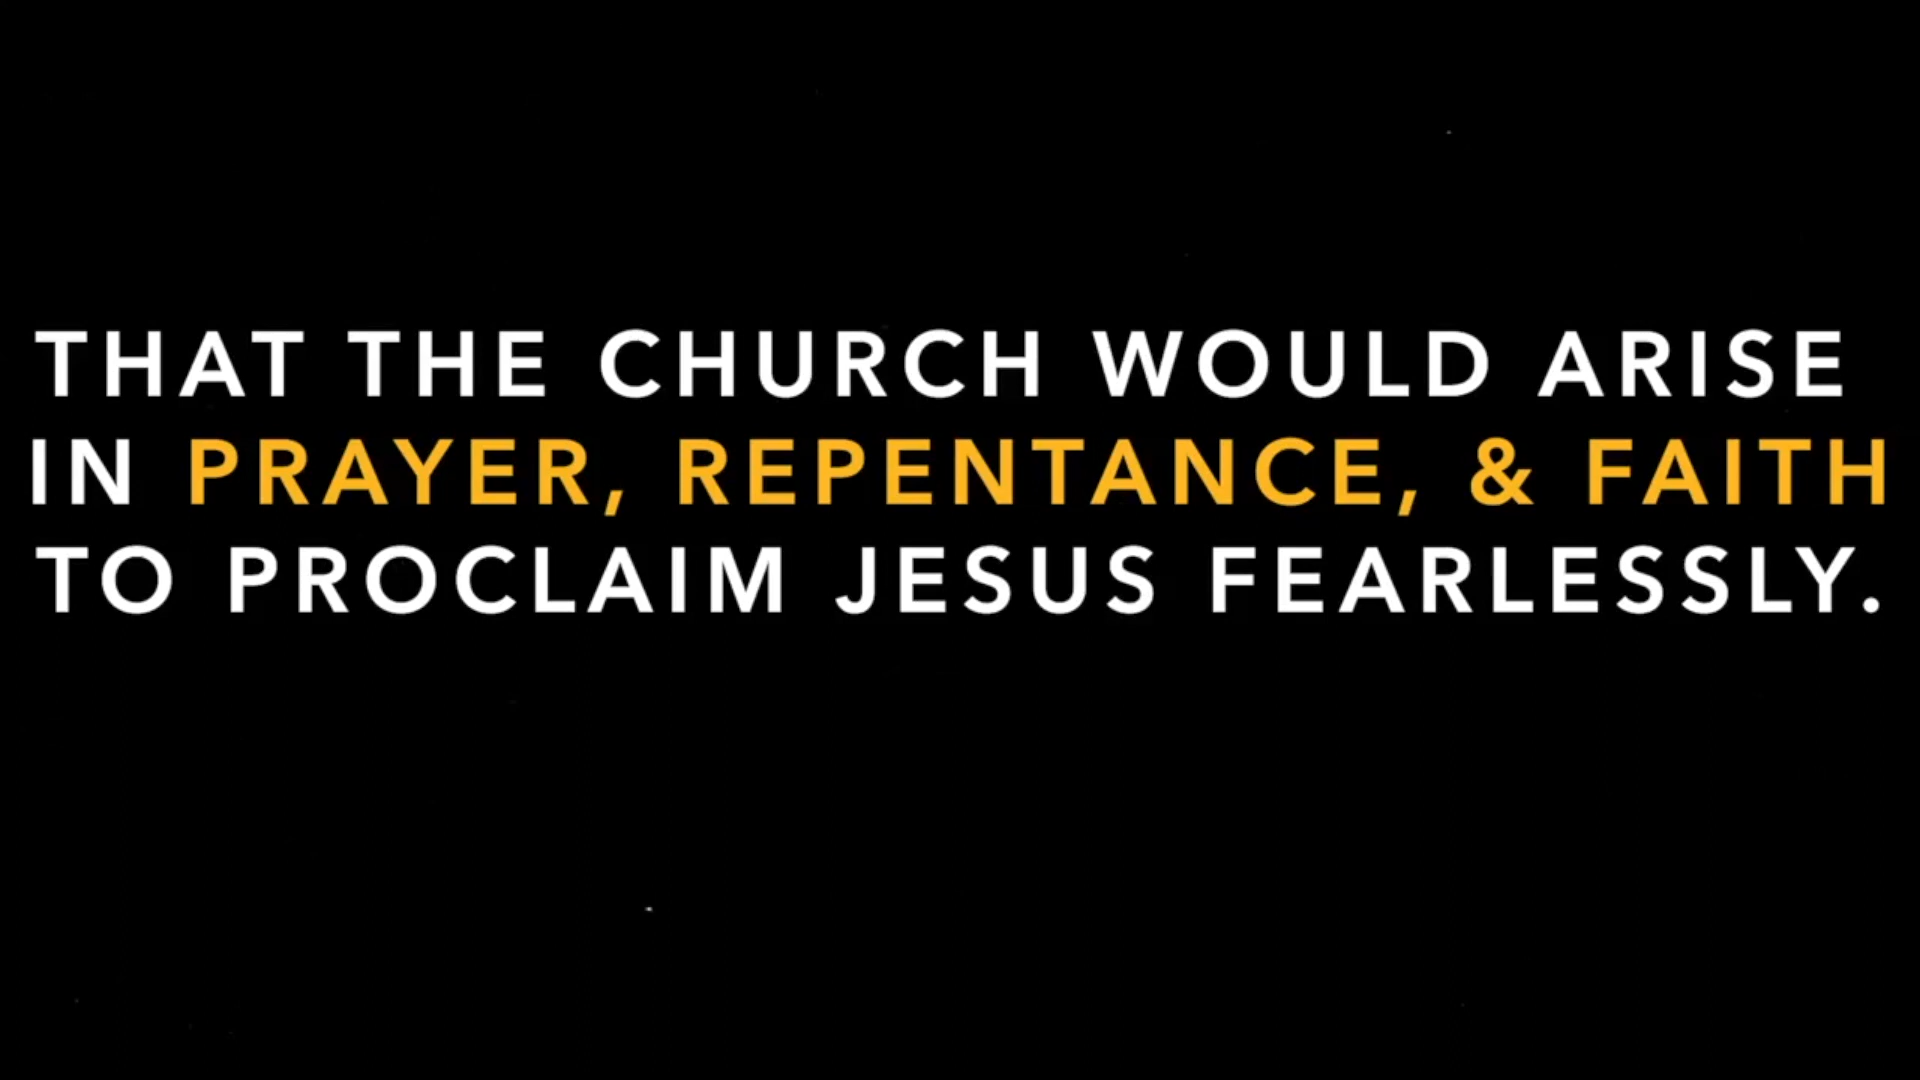 THAT THE CHURCH WOULD ARISE
IN PRAYER, REPENTANCE, & FAITH
TO PROCLAIM JESUS FEARLESSLY.